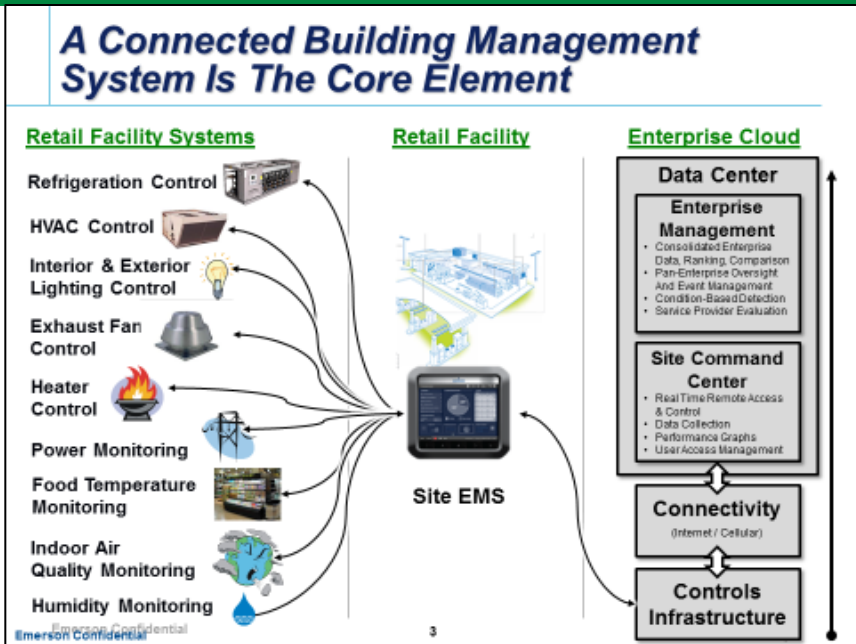 A Connected Building Management
System Is The Core Element
Retail Facility Systems
Refrigeration Control
HVAC Control
Interior & Exterior
Lighting Control
Exhaust Fan
Control
Heater
Control
Power Monitoring
Food Temperature
Monitoring
Indoor Air
Quality Monitoring
Humidity Monitoring
Retail Facility
Site EMS
Enterprise Cloud
Data Center
Enterprise
Management
• Consolidated Enterprise
Data, Ranking, Comparison
• Pan-Enterprise Oversight
And Event Management
• Condition-Based Detection
• Service Provider Evaluation
Site Command
Center
• Real Time Remote Access
& Control
• Data Collection
• Performance Graphs
• User Access Management
Connectivity
(Internet / Cellular)
Controls
Infrastructure
Emerson Confidential
Emerson Confidential
3